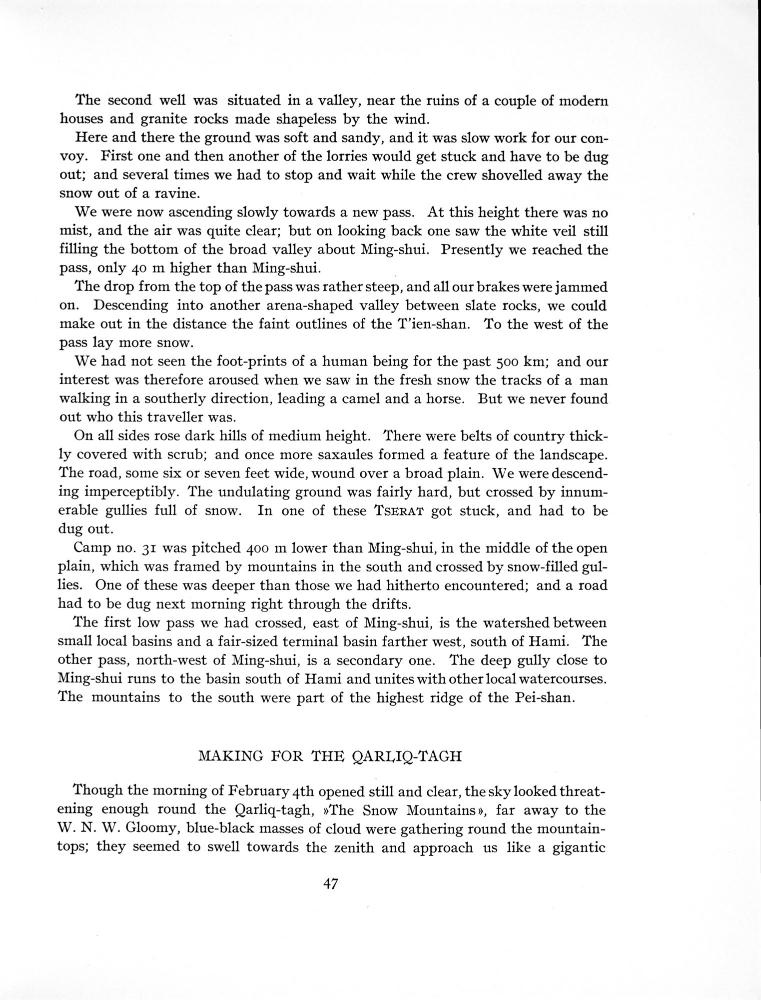 The second well was situated in a valley, near the ruins of a couple of modern
houses and granite rocks made shapeless by the wind.
Here and there the ground was soft and sandy, and it was slow work for our con-
voy. First one and then another of the lorries would get stuck and have to be dug
out; and several times we had to stop and wait while the crew shovelled away the
snow out of a ravine.
We were now ascending slowly towards a new pass. At this height there was no
mist, and the air was quite clear; but on looking back one saw the white veil still
filling the bottom of the broad valley about Ming-shui. Presently we reached the
pass, only 40 m higher than Ming-shui.
The drop from the top of the pass was rather steep, and all our brakes were jammed
on. Descending into another arena-shaped valley between slate rocks, we could
make out in the distance the faint outlines of the T'ien-shan. To the west of the
pass lay more snow.
We had not seen the foot-prints of a human being for the past 500 km; and our
interest was therefore aroused when we saw in the fresh snow the tracks of a man
walking in a southerly direction, leading a camel and a horse. But we never found
out who this traveller was.
On all sides rose dark hills of medium height. There were belts of country thick-
ly covered with scrub; and once more saxaules formed a feature of the landscape.
The road, some six or seven feet wide, wound over a broad plain. We were descend-
ing imperceptibly. The undulating ground was fairly hard, but crossed by innum-
erable gullies full of snow. In one of these TSERAT got stuck, and had to be
dug out.
Camp no. 31 was pitched 400 m lower than Ming-shui, in the middle of the open
plain, which was framed by mountains in the south and crossed by snow-filled gul-
lies. One of these was deeper than those we had hitherto encountered; and a road
had to be dug next morning right through the drifts.
The first low pass we had crossed, east of Ming-shui, is the watershed between
small local basins and a fair-sized terminal basin farther west, south of Hami. The
other pass, north-west of Ming-shui, is a secondary one. The deep gully close to
Ming-shui runs to the basin south of Hami and unites with other local watercourses.
The mountains to the south were part of the highest ridge of the Pei-shan.
MAKING FOR THE QARLIQ-TAGH
Though the morning of February 4th opened still and clear, the sky looked threat-
ening enough round the Qarliq-tagh, »The Snow Mountains», far away to the
W. N. W. Gloomy, blue-black masses of cloud were gathering round the mountain-
tops; they seemed to swell towards the zenith and approach us like a gigantic
47